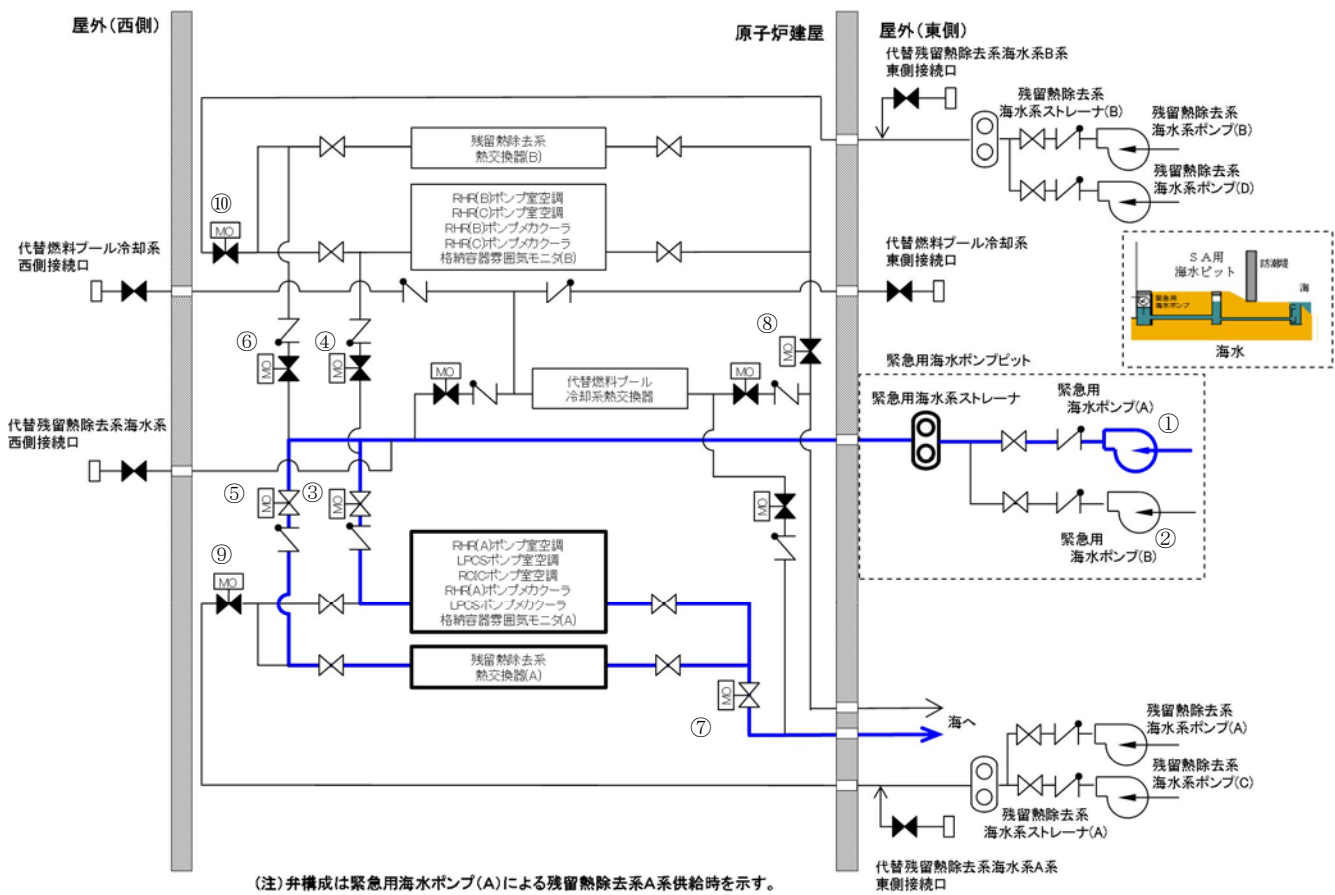 屋外(西側)
原子炉建屋
屋外(東側)
代替残留熱除去系海水系B系
東側接続口
残留熱除去系
海水系ストレーナ(B)
残留熱除去系
海水系ポンプ(B)
残留熱除去系
海水系ポンプ(D)
残留熱除去系
熱交換器(B)
RHR(B)ポンプ室空調
RHR(C)ポンプ室空調
RHR(B)ポンプメカクーラ
RHR(C)ポンプメカクーラ
格納容器雰囲気モニタ(B)
⑩
MO
代替燃料プール冷却系
西側接続口
代替燃料プール冷却系
東側接続口
SA用
海水ピット
防潮堤
海
緊急用
海水ポンプ
海水
⑥
MO
④
MO
⑧
MO
MO
代替燃料プール
冷却系熱交換器
MO
緊急用海水ポンプピット
緊急用海水系ストレーナ
緊急用
海水ポンプ(A)
①
代替残留熱除去系海水系
西側接続口
⑤
MO
③
MO
MO
緊急用
海水ポンプ(B)
②
⑨
MO
RHR(A)ポンプ室空調
LPCSポンプ室空調
RCICポンプ室空調
RHR(A)ポンプメカクーラ
LPCSポンプメカクーラ
格納容器雰囲気モニタ(A)
残留熱除去系
熱交換器(A)
MO
⑦
海へ
残留熱除去系
海水系ポンプ(A)
残留熱除去系
海水系ポンプ(C)
残留熱除去系
海水系ストレーナ(A)
代替残留熱除去系海水系A系
東側接続口
(注)弁構成は緊急用海水ポンプ(A)による残留熱除去系A系供給時を示す。